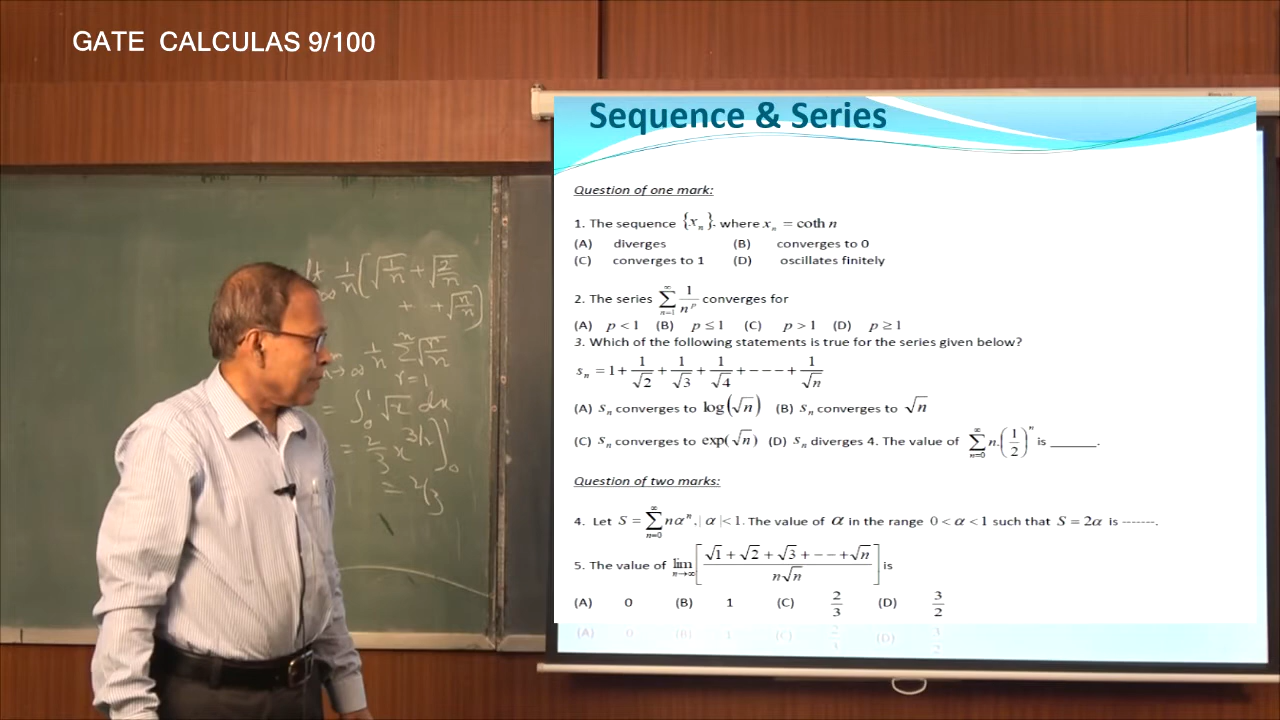 GATE CALCULAS 9/100
Sequence & Series
Question of one mark:
1. The sequence {xₙ}. where xₙ = coth n
(A) diverges (B) converges to 0
(C) converges to 1 (D) oscillates finitely
2. The series ∑_{n=1}^{∞} 1/n^p converges for
(A) p < 1 (B) p ≤ 1 (C) p > 1 (D) p ≥ 1
3. Which of the following statements is true for the series given below?
sₙ = 1 + 1/√2 + 1/√3 + 1/√4 + - - - + 1/√n
(A) sₙ converges to log(√n) (B) sₙ converges to √n
(C) sₙ converges to exp(√n) (D) sₙ diverges 4. The value of ∑_{n=0}^{∞} n.(1/2)^n is ______.
Question of two marks:
4. Let S = ∑_{n=0}^{∞} nα^n, |α| < 1. The value of α in the range 0 < α < 1 such that S = 2α is -------.
5. The value of lim_{n→∞} [(√1 + √2 + √3 + - - + √n)/(n√n)] is
(A) 0 (B) 1 (C) 2/3 (D) 3/2
1/n (√(1/n) + √(2/n)
+ + √(n/n))
1/n ∑_{r=1}^{n} √(r/n)
= ∫₀¹ √x dx
= 2/3 x^{3/2} ]₀¹
= 2/3